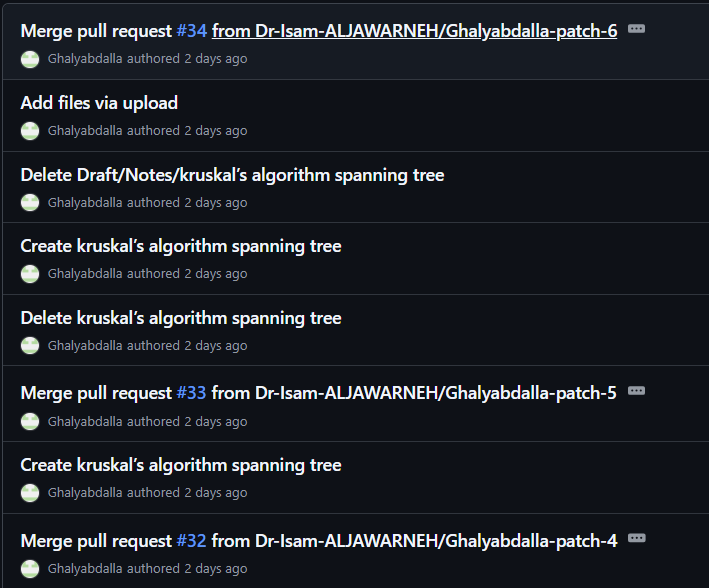 Merge pull request #34 from Dr-Isam-ALJAWARNEH/Ghalyabdalla-patch-6
Ghalyabdalla authored 2 days ago
Add files via upload
Ghalyabdalla authored 2 days ago
Delete Draft/Notes/kruskal’s algorithm spanning tree
Ghalyabdalla authored 2 days ago
Create kruskal’s algorithm spanning tree
Ghalyabdalla authored 2 days ago
Delete kruskal’s algorithm spanning tree
Ghalyabdalla authored 2 days ago
Merge pull request #33 from Dr-Isam-ALJAWARNEH/Ghalyabdalla-patch-5
Ghalyabdalla authored 2 days ago
Create kruskal’s algorithm spanning tree
Ghalyabdalla authored 2 days ago
Merge pull request #32 from Dr-Isam-ALJAWARNEH/Ghalyabdalla-patch-4
Ghalyabdalla authored 2 days ago